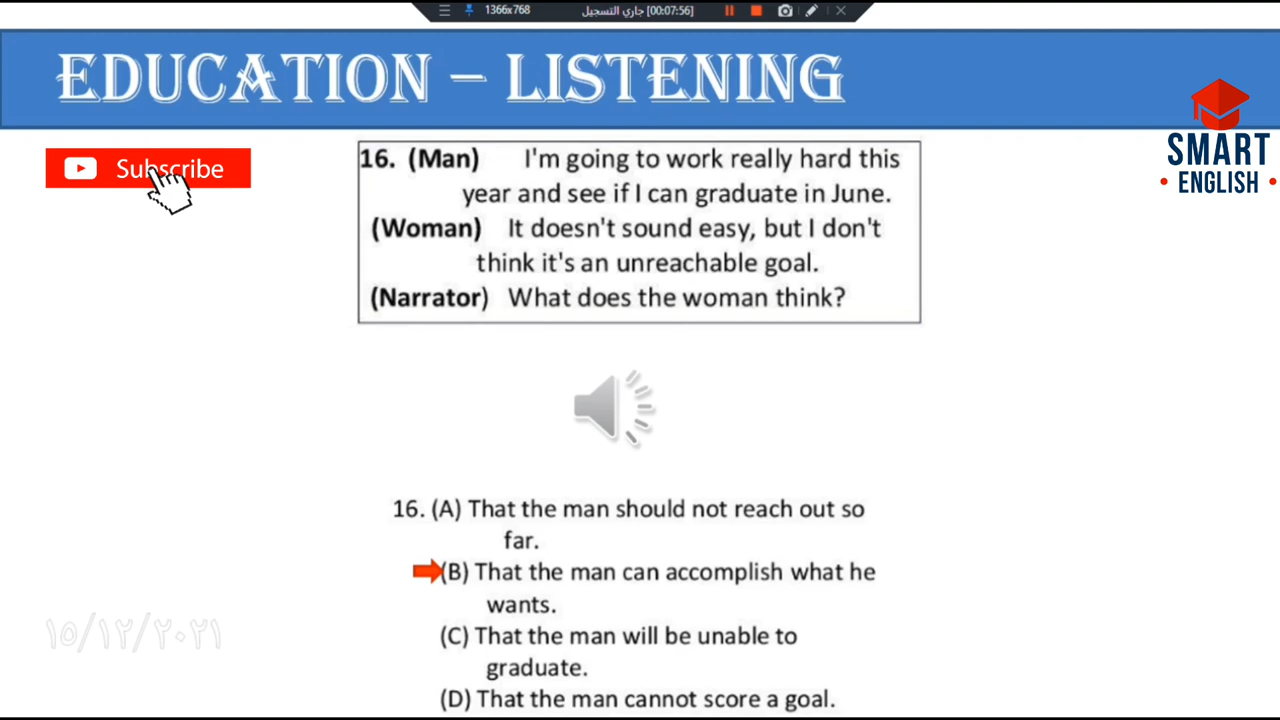 1366x768 جاري التسجيل [00:07:56]
EDUCATION – LISTENING
Subscribe
SMART
• ENGLISH •
16. (Man) I'm going to work really hard this
year and see if I can graduate in June.
(Woman) It doesn't sound easy, but I don't
think it's an unreachable goal.
(Narrator) What does the woman think?
16. (A) That the man should not reach out so
far.
(B) That the man can accomplish what he
wants.
(C) That the man will be unable to
graduate.
(D) That the man cannot score a goal.
١٥/١٢/٢٠٢١